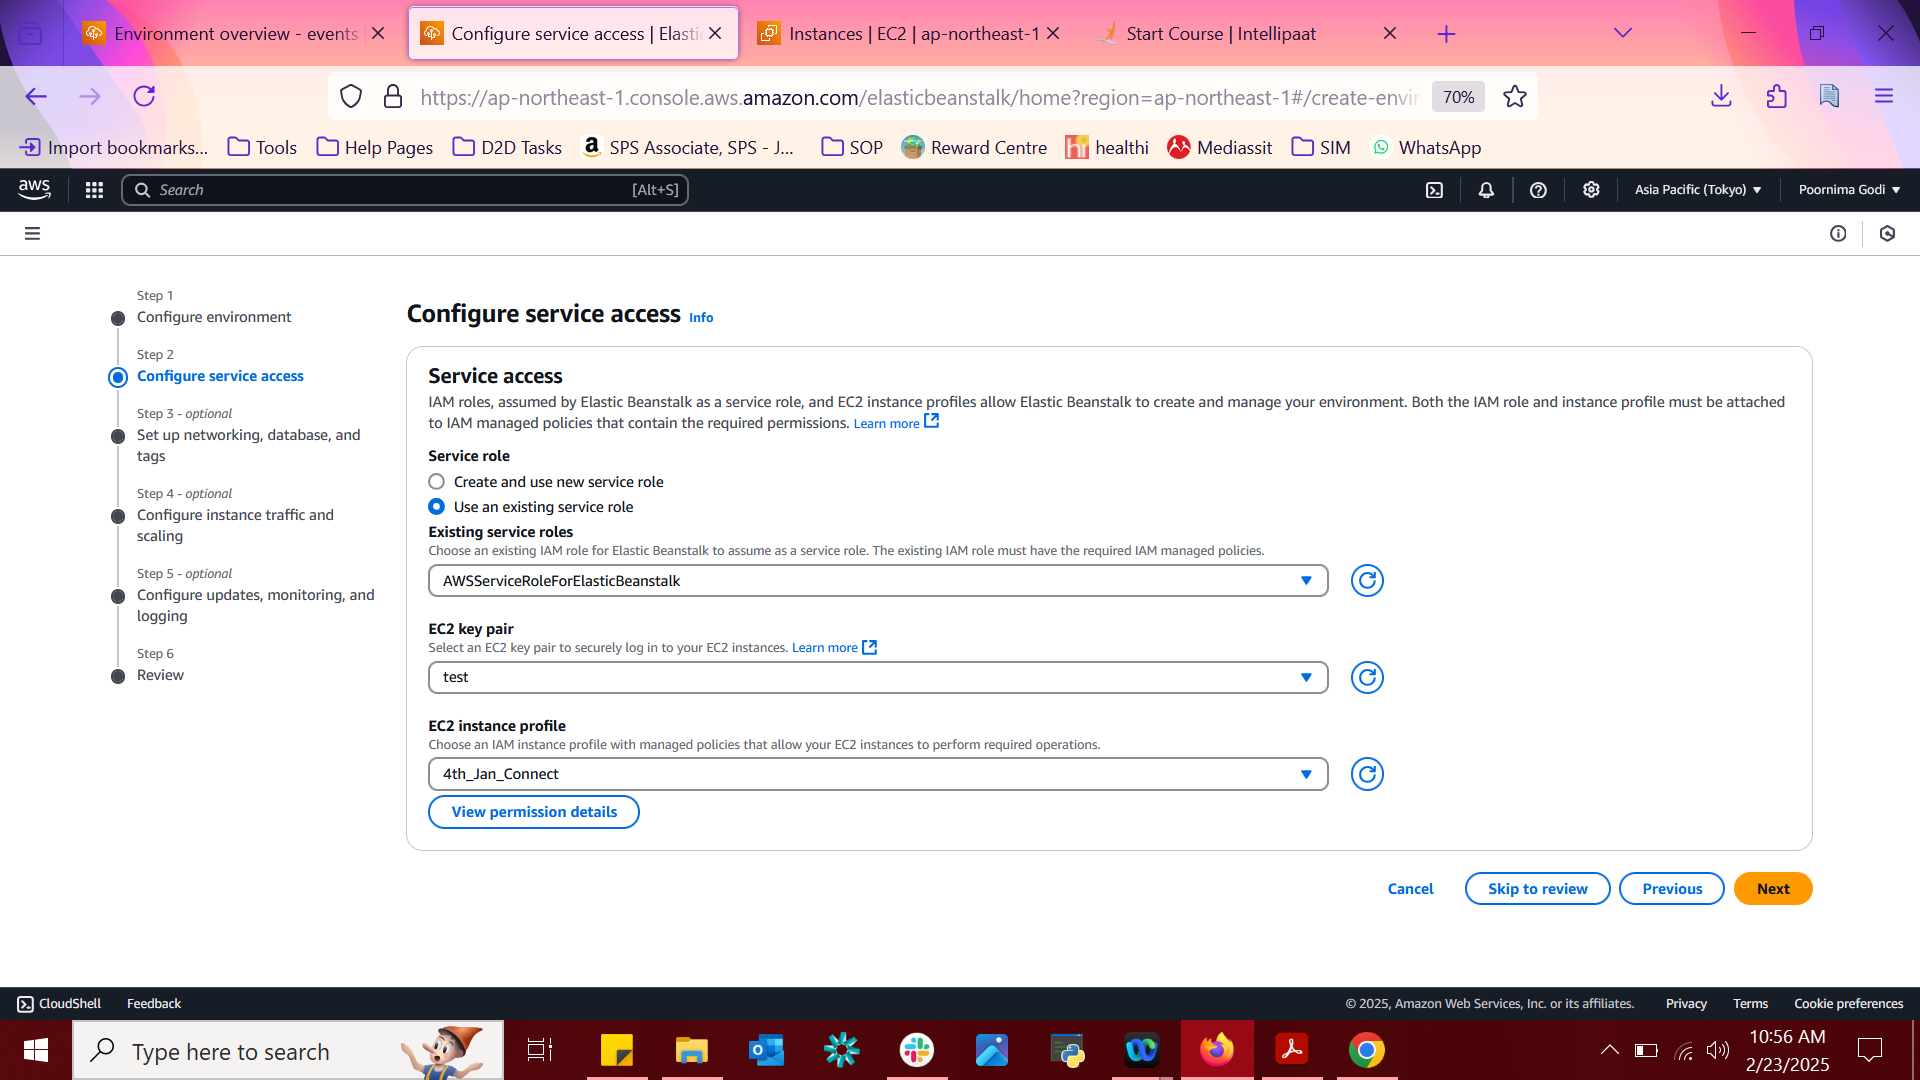 Environment overview - events
Configure service access | Elasti
Instances | EC2 | ap-northeast-1
Start Course | Intellipaat
https://ap-northeast-1.console.aws.amazon.com/elasticbeanstalk/home?region=ap-northeast-1#/create-envir
70%
Import bookmarks...
Tools
Help Pages
D2D Tasks
SPS Associate, SPS - J...
SOP
Reward Centre
healthi
Mediassit
SIM
WhatsApp
aws
Search
[Alt+S]
Asia Pacific (Tokyo)
Poornima Godi
Step 1
Configure environment
Step 2
Configure service access
Step 3 - optional
Set up networking, database, and
tags
Step 4 - optional
Configure instance traffic and
scaling
Step 5 - optional
Configure updates, monitoring, and
logging
Step 6
Review
Configure service access Info
Service access
IAM roles, assumed by Elastic Beanstalk as a service role, and EC2 instance profiles allow Elastic Beanstalk to create and manage your environment. Both the IAM role and instance profile must be attached
to IAM managed policies that contain the required permissions. Learn more
Service role
Create and use new service role
Use an existing service role
Existing service roles
Choose an existing IAM role for Elastic Beanstalk to assume as a service role. The existing IAM role must have the required IAM managed policies.
AWSServiceRoleForElasticBeanstalk
EC2 key pair
Select an EC2 key pair to securely log in to your EC2 instances. Learn more
test
EC2 instance profile
Choose an IAM instance profile with managed policies that allow your EC2 instances to perform required operations.
4th_Jan_Connect
View permission details
Cancel
Skip to review
Previous
Next
CloudShell
Feedback
© 2025, Amazon Web Services, Inc. or its affiliates.
Privacy
Terms
Cookie preferences
Type here to search
10:56 AM
2/23/2025